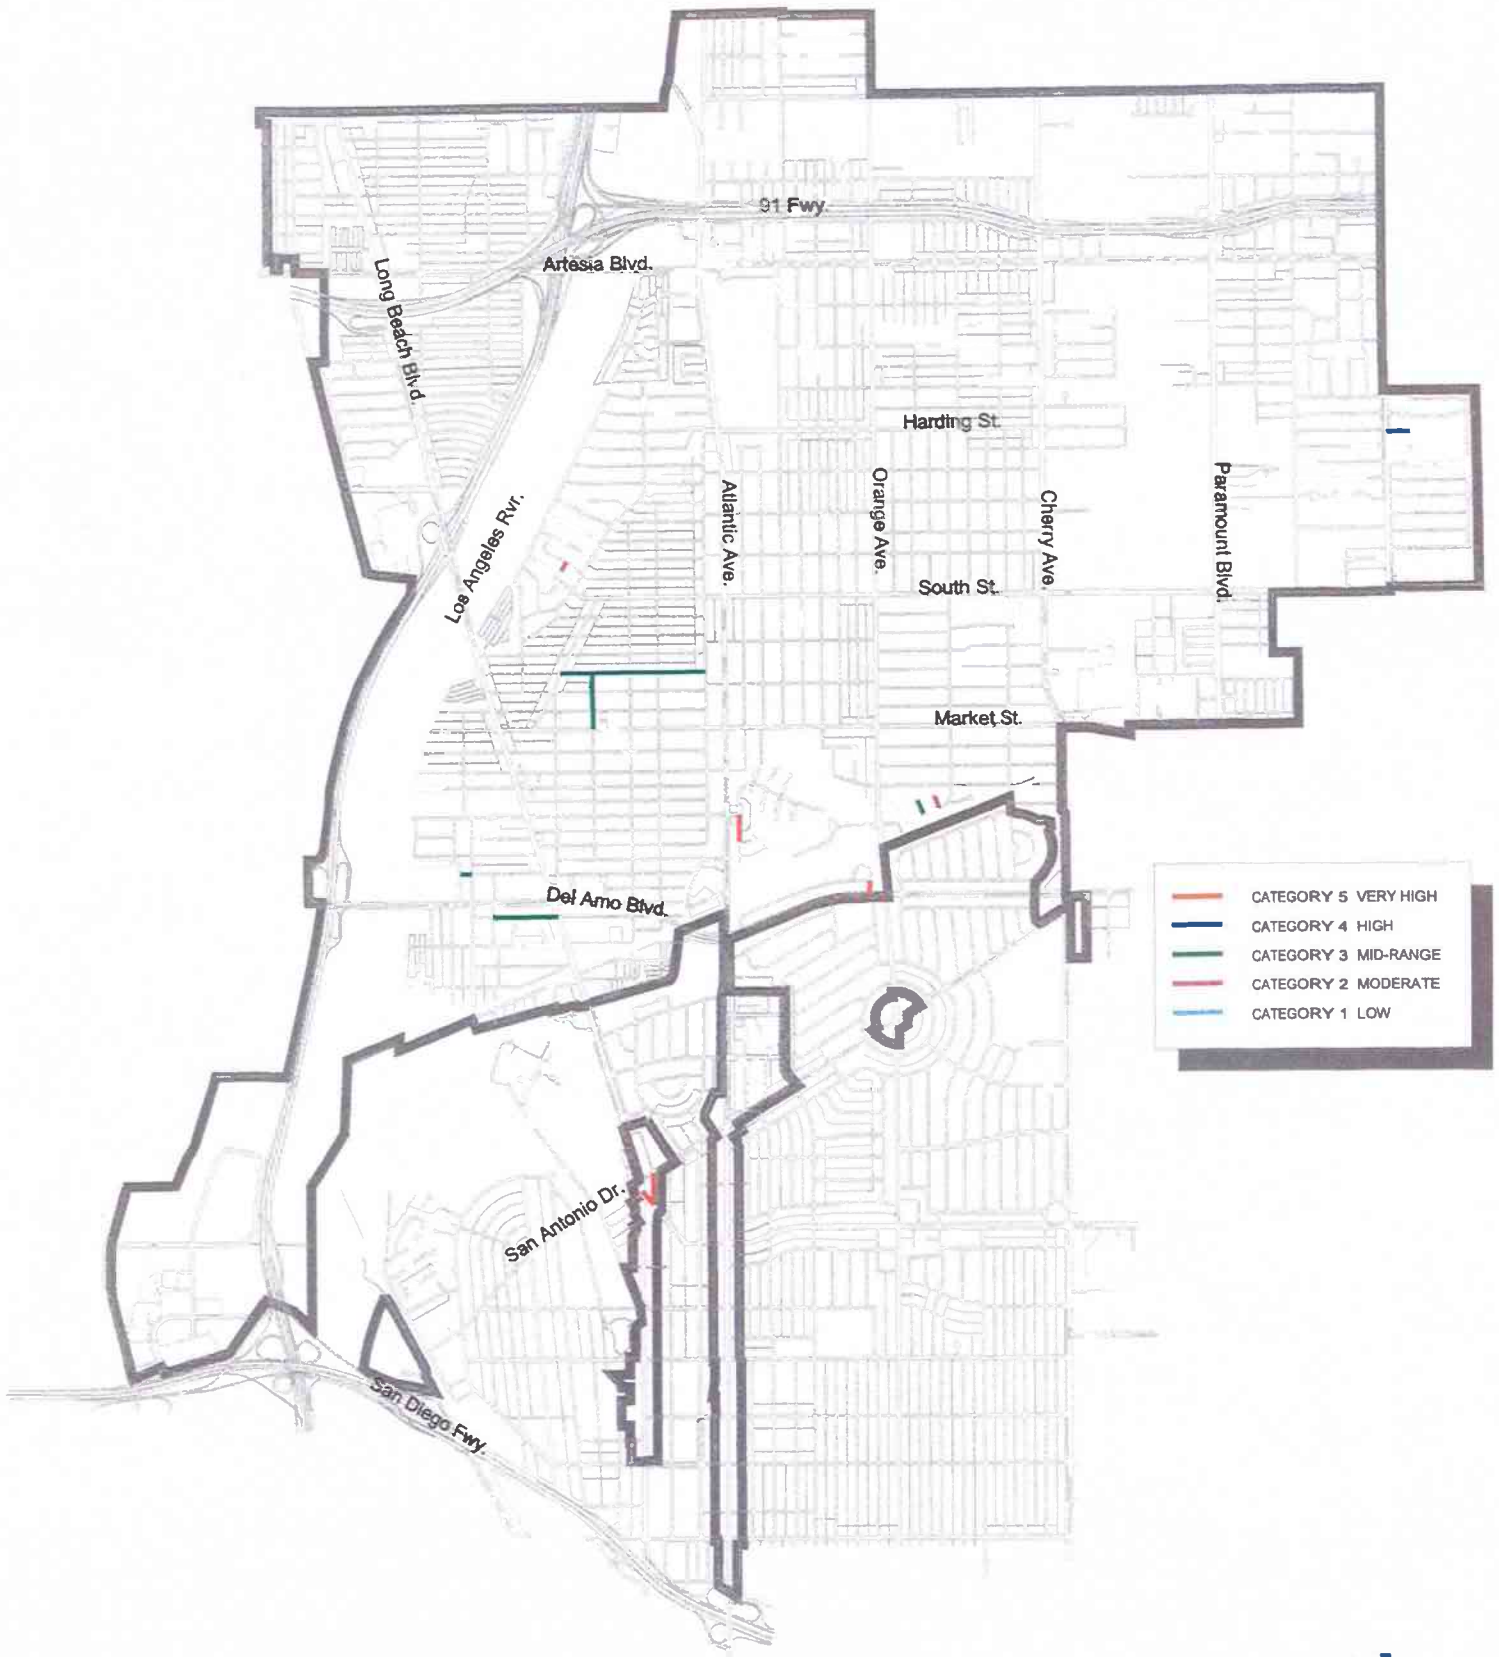 91 Fwy.
Artesia Blvd.
Long Beach Blvd.
Harding St.
Los Angeles Rvr.
Atlantic Ave.
Orange Ave.
Cherry Ave.
Paramount Blvd.
South St.
Market St.
Del Amo Blvd.
CATEGORY 5 VERY HIGH
CATEGORY 4 HIGH
CATEGORY 3 MID-RANGE
CATEGORY 2 MODERATE
CATEGORY 1 LOW
San Antonio Dr.
San Diego Fwy.